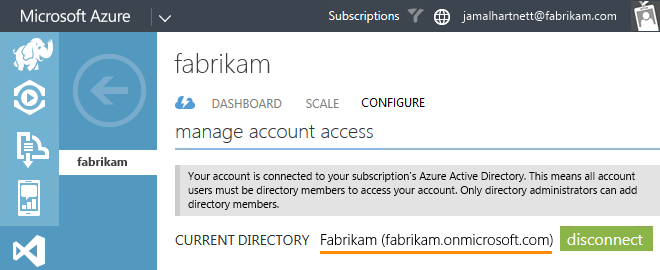 Microsoft Azure
Subscriptions
jamalhartnett@fabrikam.com
fabrikam
DASHBOARD SCALE CONFIGURE
manage account access
fabrikam
Your account is connected to your subscription's Azure Active Directory. This means all account
users must be directory members to access your account. Only directory administrators can add
directory members.
CURRENT DIRECTORY Fabrikam (fabrikam.onmicrosoft.com) disconnect